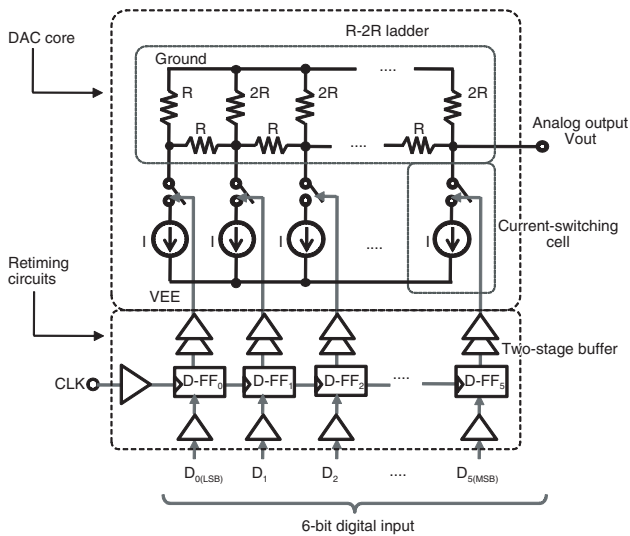 DAC core
R-2R ladder
Ground
....
R
2R
2R
2R
R
R
....
R
Analog output
Vout
I
I
I
....
I
Current-switching
cell
Retiming
circuits
VEE
Two-stage buffer
CLK
D-FF0
D-FF1
D-FF2
....
D-FF5
D0(LSB)
D1
D2
....
D5(MSB)
6-bit digital input